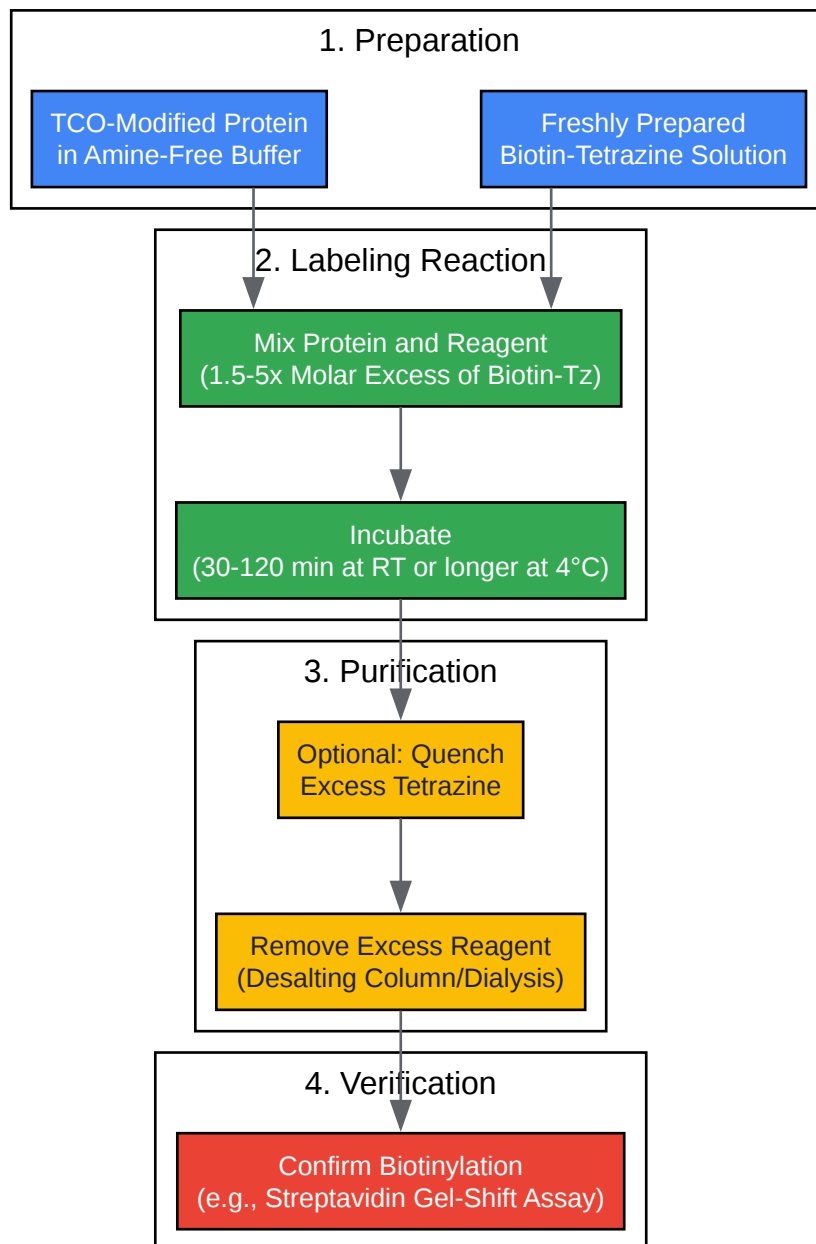 1. Preparation
TCO-Modified Protein
in Amine-Free Buffer
Freshly Prepared
Biotin-Tetrazine Solution
2. Labeling Reaction
Mix Protein and Reagent
(1.5-5x Molar Excess of Biotin-Tz)
Incubate
(30-120 min at RT or longer at 4°C)
3. Purification
Optional: Quench
Excess Tetrazine
Remove Excess Reagent
(Desalting Column/Dialysis)
4. Verification
Confirm Biotinylation
(e.g., Streptavidin Gel-Shift Assay)